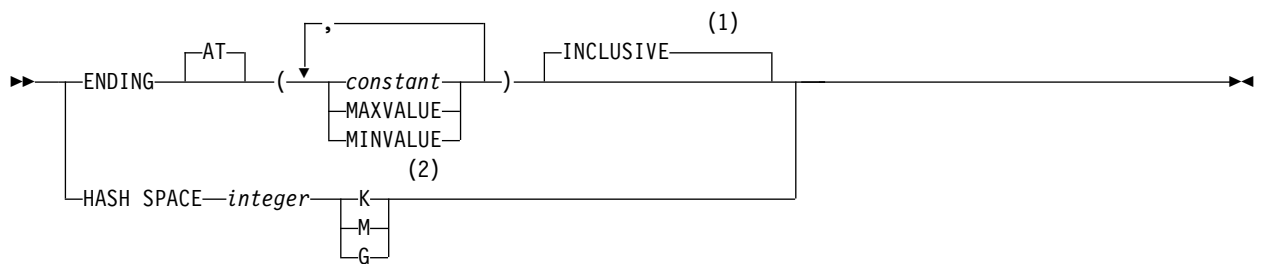 (1)
,
AT INCLUSIVE
ENDING ( constant )
MAXVALUE
MINVALUE
(2)
HASH SPACE integer K
M
G